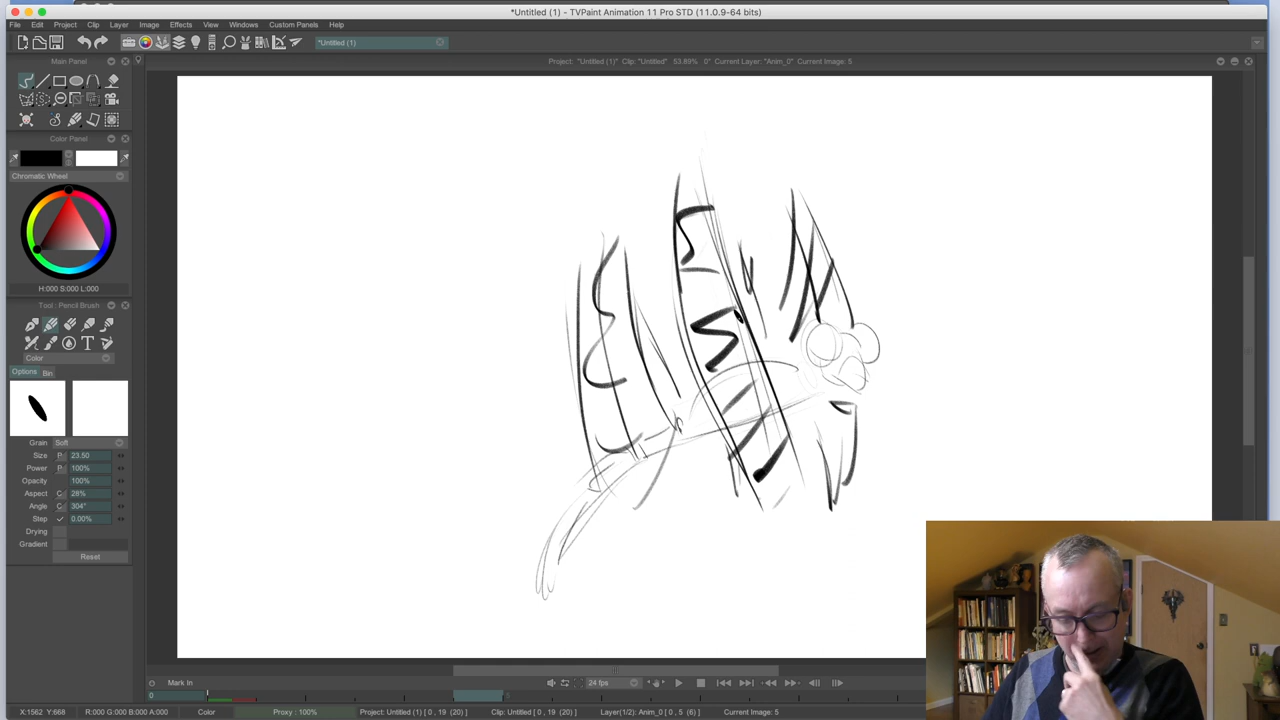 *Untitled (1) - TVPaint Animation 11 Pro STD (11.0.9-64 bits)
File Edit Project Clip Layer Image Effects View Windows Custom Panels Help
*Untitled (1)
Main Panel
Project: "Untitled (1)" Clip: "Untitled" 53.89% 0° Current Layer: "Anim_0" Current Image: 5
Color Panel
Chromatic Wheel
H:000 S:000 L:000
Tool : Pencil Brush
T
Color
Options Bin
Grain Soft
Size P 23.50
Power P 100%
Opacity 100%
Aspect C 28%
Angle C 304°
Step 0.00%
Drying
Gradient
Reset
Mark In 24 fps
0
X:1562 Y:668 R:000 G:000 B:000 A:000 Color Proxy : 100% Project: Untitled (1) [ 0 , 19 (20) ] Clip: Untitled [ 0 , 19 (20) ] Layer(1/2): Anim_0 [ 0 , 5 (6) ] Current Image: 5